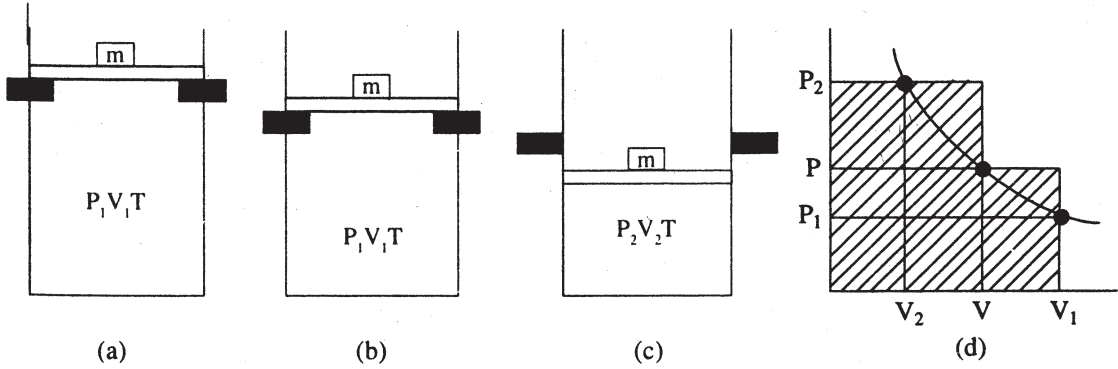 m
P₁V₁T
(a)
m
P₁V₁T
(b)
m
P₂V₂T
(c)
P₂
P
P₁
V₂ V V₁
(d)